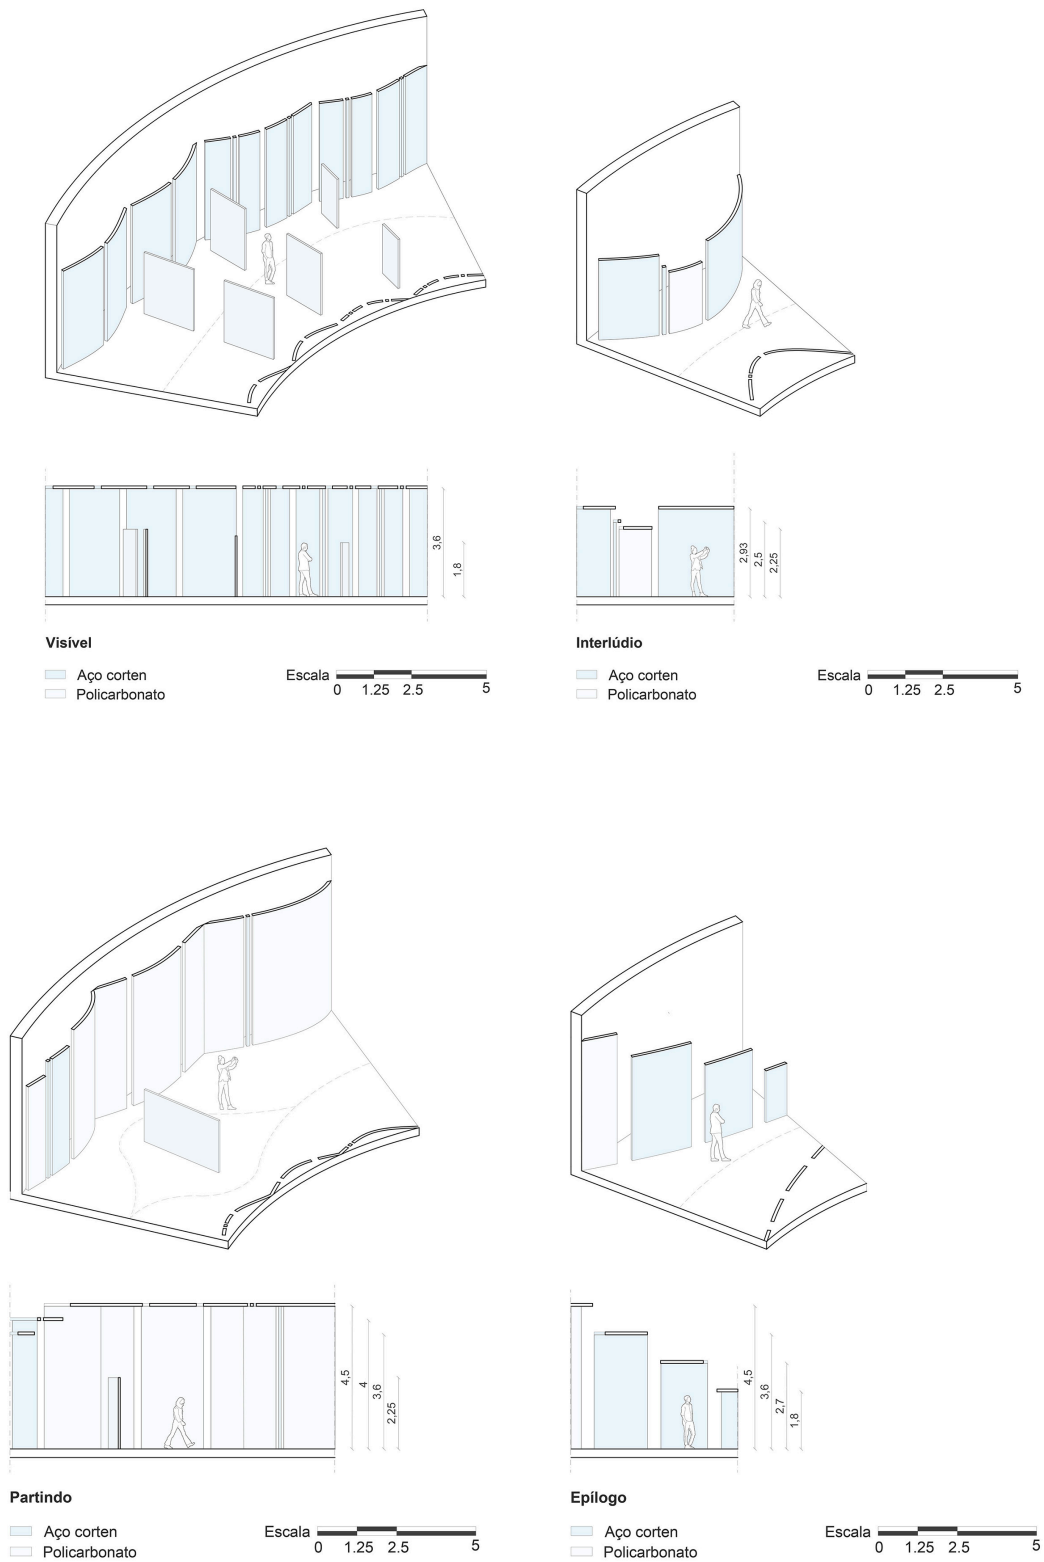 3,6
1,8
2,93
2,5
2,25
Visível
Aço corten
Policarbonato
Escala
0 1.25 2.5 5
Interlúdio
Aço corten
Policarbonato
Escala
0 1.25 2.5 5
4,5
4
3,6
2,25
4,5
3,6
2,7
1,8
Partindo
Aço corten
Policarbonato
Escala
0 1.25 2.5 5
Epílogo
Aço corten
Policarbonato
Escala
0 1.25 2.5 5